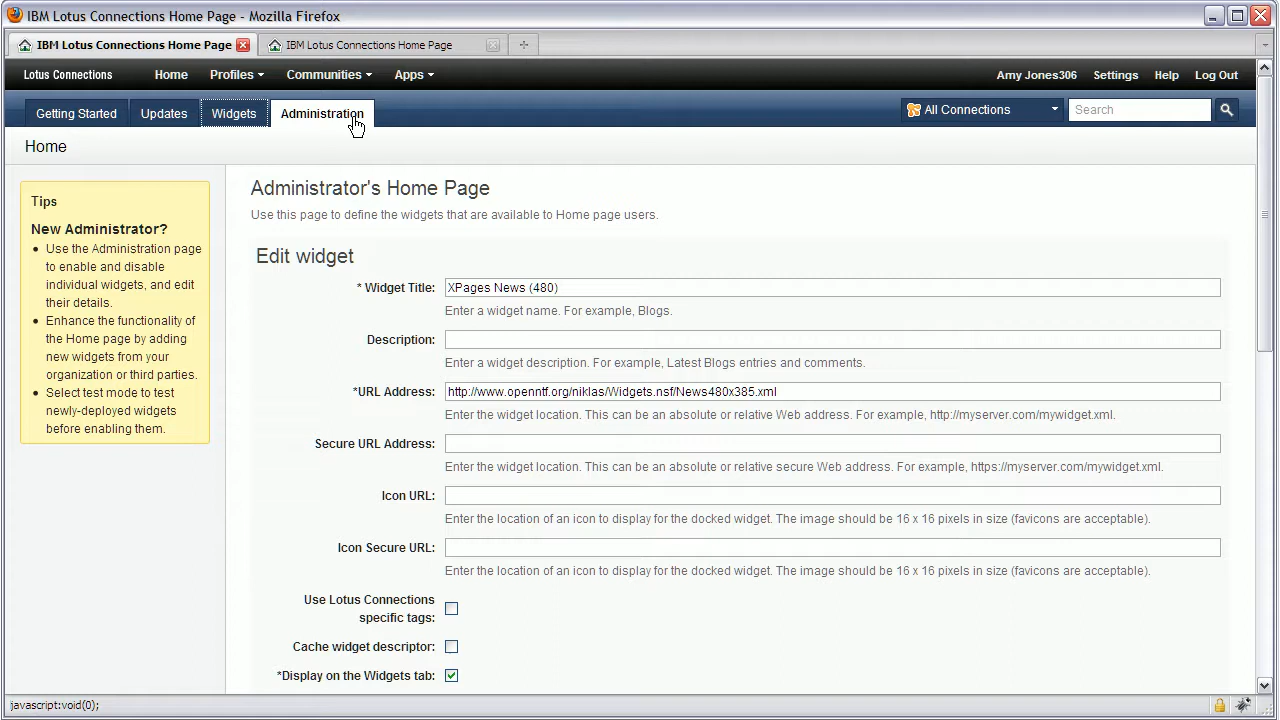 IBM Lotus Connections Home Page - Mozilla Firefox
IBM Lotus Connections Home Page
IBM Lotus Connections Home Page
Lotus Connections
Home
Profiles
Communities
Apps
Amy Jones306
Settings
Help
Log Out
Getting Started
Updates
Widgets
Administration
All Connections
Search
Home
Tips
New Administrator?
Use the Administration page
to enable and disable
individual widgets, and edit
their details.
Enhance the functionality of
the Home page by adding
new widgets from your
organization or third parties.
Select test mode to test
newly-deployed widgets
before enabling them.
Administrator's Home Page
Use this page to define the widgets that are available to Home page users.
Edit widget
* Widget Title: XPages News (480)
Enter a widget name. For example, Blogs.
Description:
Enter a widget description. For example, Latest Blogs entries and comments.
*URL Address: http://www.openntf.org/niklas/Widgets.nsf/News480x385.xml
Enter the widget location. This can be an absolute or relative Web address. For example, http://myserver.com/mywidget.xml.
Secure URL Address:
Enter the widget location. This can be an absolute or relative secure Web address. For example, https://myserver.com/mywidget.xml.
Icon URL:
Enter the location of an icon to display for the docked widget. The image should be 16 x 16 pixels in size (favicons are acceptable).
Icon Secure URL:
Enter the location of an icon to display for the docked widget. The image should be 16 x 16 pixels in size (favicons are acceptable).
Use Lotus Connections
specific tags:
Cache widget descriptor:
*Display on the Widgets tab:
javascript:void(0);